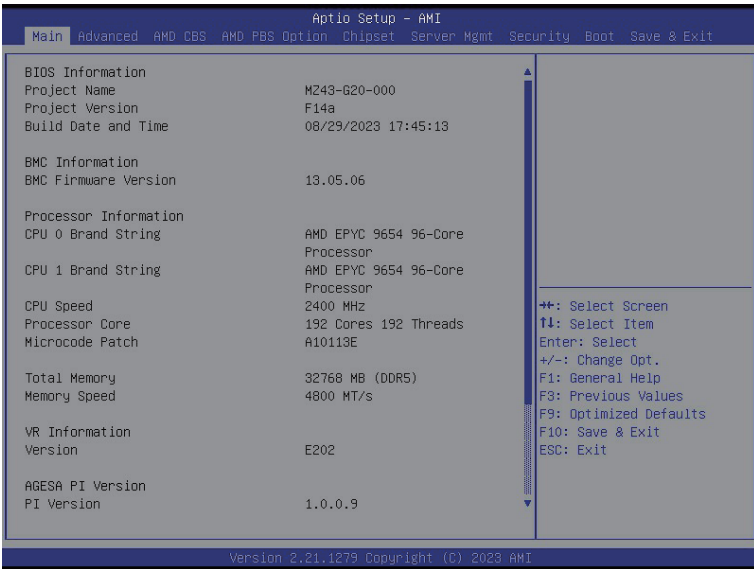 Aptio Setup – AMI
Main Advanced AMD CBS AMD PBS Option Chipset Server Mgmt Security Boot Save & Exit
BIOS Information
Project Name MZ43-G20-000
Project Version F14a
Build Date and Time 08/29/2023 17:45:13
BMC Information
BMC Firmware Version 13.05.06
Processor Information
CPU 0 Brand String AMD EPYC 9654 96-Core
Processor
CPU 1 Brand String AMD EPYC 9654 96-Core
Processor
CPU Speed 2400 MHz
Processor Core 192 Cores 192 Threads
Microcode Patch A10113E
Total Memory 32768 MB (DDR5)
Memory Speed 4800 MT/s
VR Information
Version E202
AGESA PI Version
PI Version 1.0.0.9
→←: Select Screen
↑↓: Select Item
Enter: Select
+/-: Change Opt.
F1: General Help
F3: Previous Values
F9: Optimized Defaults
F10: Save & Exit
ESC: Exit
Version 2.21.1279 Copyright (C) 2023 AMI